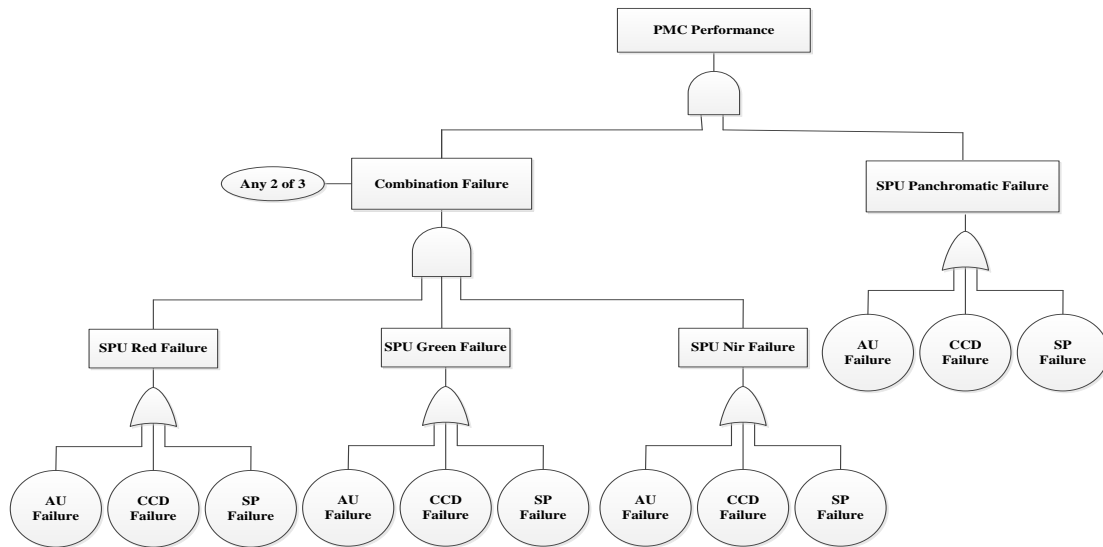 PMC Performance
Any 2 of 3
Combination Failure
SPU Panchromatic Failure
SPU Red Failure
SPU Green Failure
SPU Nir Failure
AU
Failure
CCD
Failure
SP
Failure
AU
Failure
CCD
Failure
SP
Failure
AU
Failure
CCD
Failure
SP
Failure
AU
Failure
CCD
Failure
SP
Failure